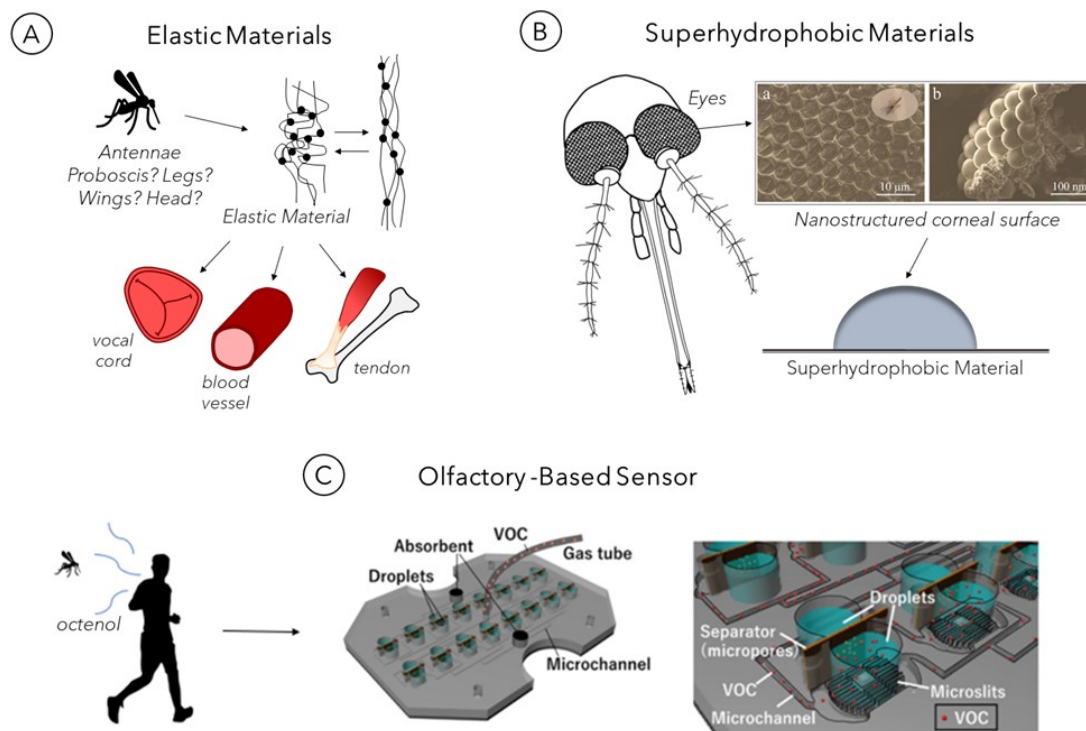 A
Elastic Materials
Antennae
Proboscis? Legs?
Wings? Head?
Elastic Material
vocal
cord
blood
vessel
tendon
B
Superhydrophobic Materials
Eyes
a
10 μm
b
100 nm
Nanostructured corneal surface
Superhydrophobic Material
C
Olfactory -Based Sensor
octenol
VOC
Gas tube
Absorbent
Droplets
Microchannel
Droplets
Separator
(micropores)
VOC
Microchannel
Microslits
VOC